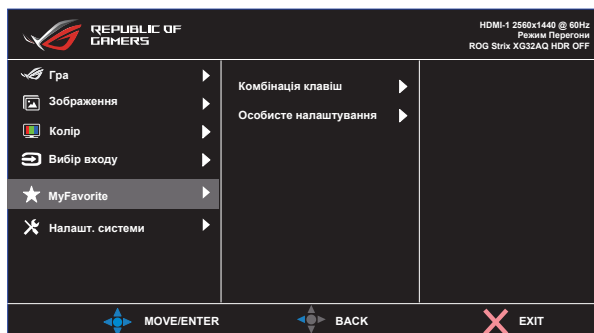 REPUBLIC OF
GAMERS
HDMI-1 2560x1440 @ 60Hz
Режим Перегони
ROG Strix XG32AQ HDR OFF
Гра
Зображення
Колір
Вибір входу
MyFavorite
Налашт. системи
Комбінація клавіш
Особисте налаштування
MOVE/ENTER
BACK
EXIT